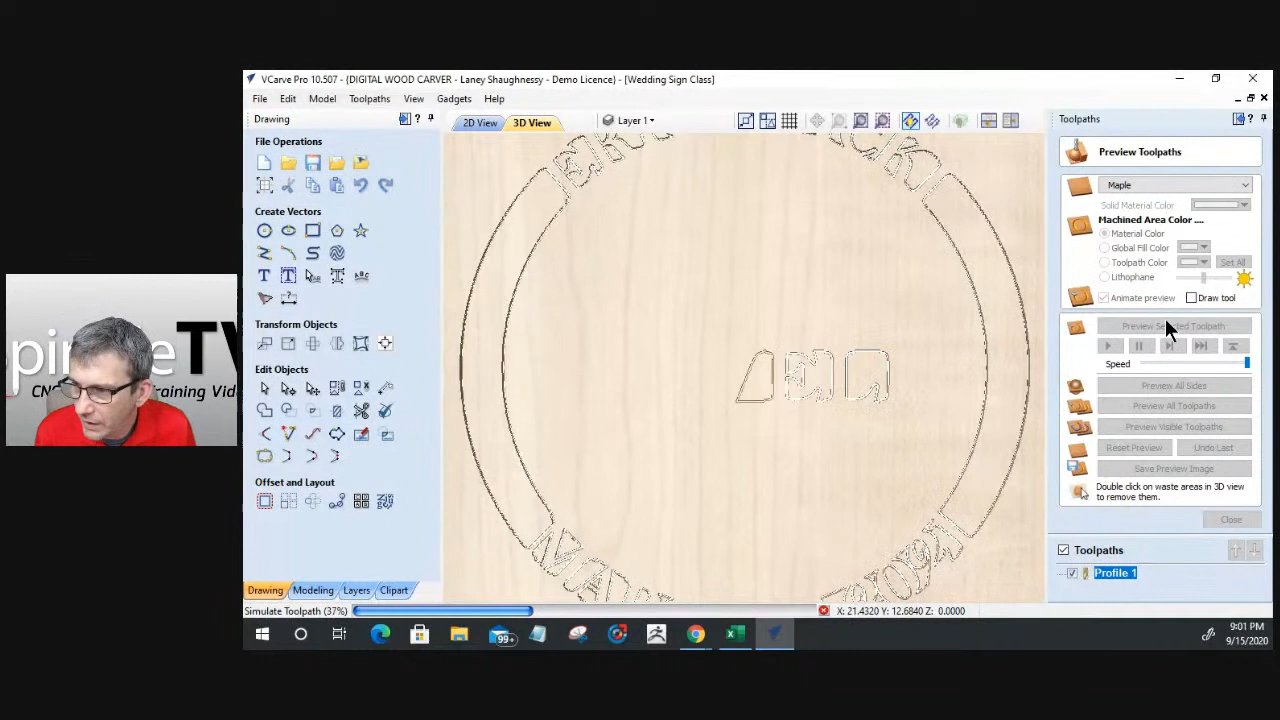 VCarve Pro 10.507 - {DIGITAL WOOD CARVER - Laney Shaughnessy - Demo Licence} - [Wedding Sign Class]
File Edit Model Toolpaths View Gadgets Help
Drawing
2D View
3D View
Layer 1
Toolpaths
File Operations
Create Vectors
Transform Objects
Edit Objects
Offset and Layout
Drawing Modeling Layers Clipart
Preview Toolpaths
Maple
Solid Material Color
Machined Area Color ....
Material Color
Global Fill Color
Toolpath Color
Set All
Lithophane
Animate preview
Draw tool
Preview Selected Toolpath
Speed
Preview All Sides
Preview All Toolpaths
Preview Visible Toolpaths
Reset Preview
Undo Last
Save Preview Image
Double click on waste areas in 3D view
to remove them.
Close
Toolpaths
Profile 1
Simulate Toolpath (37%)
X: 21.4320 Y: 12.6840 Z: 0.0000
99+
9:01 PM
9/15/2020